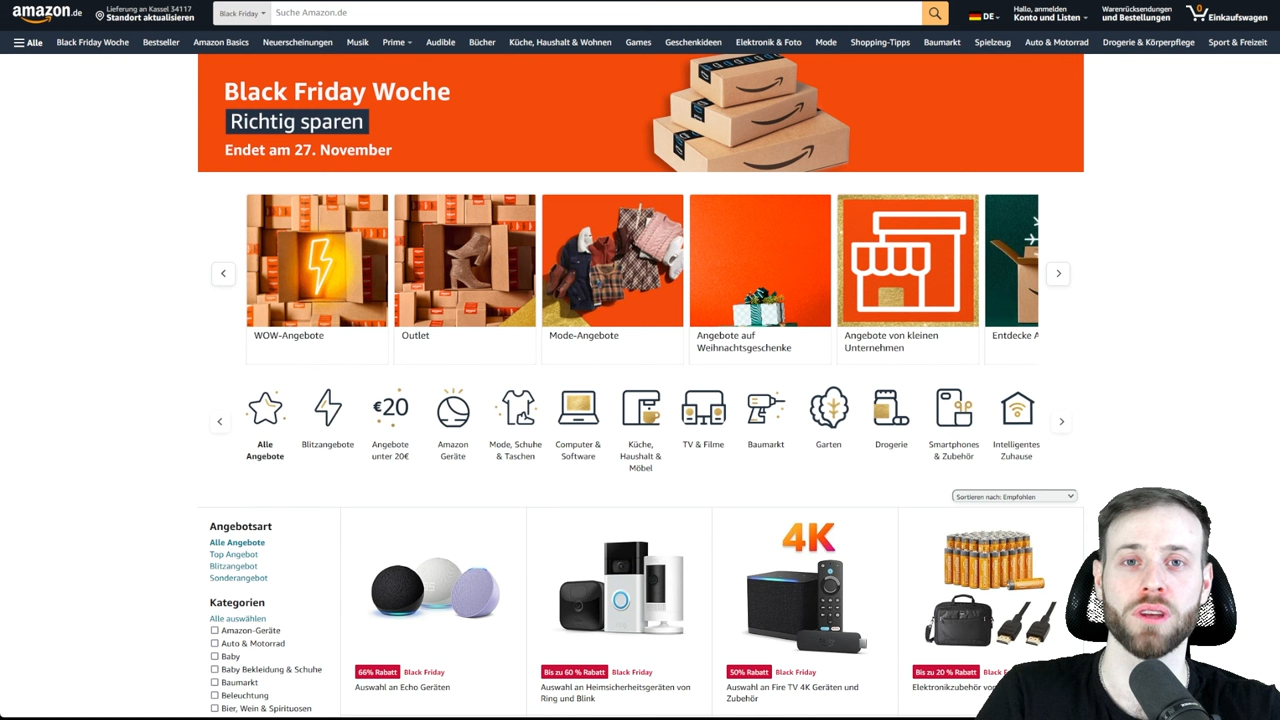 amazon.de
Lieferung an Kassel 34117
Standort aktualisieren
Black Friday
Suche Amazon.de
DE
Hallo, anmelden
Konto und Listen
Warenrücksendungen
und Bestellungen
0
Einkaufswagen
Alle
Black Friday Woche
Bestseller
Amazon Basics
Neuerscheinungen
Musik
Prime
Audible
Bücher
Küche, Haushalt & Wohnen
Games
Geschenkideen
Elektronik & Foto
Mode
Shopping-Tipps
Baumarkt
Spielzeug
Auto & Motorrad
Drogerie & Körperpflege
Sport & Freizeit
Black Friday Woche
Richtig sparen
Endet am 27. November
WOW-Angebote
Outlet
Mode-Angebote
Angebote auf
Weihnachtsgeschenke
Angebote von kleinen
Unternehmen
Entdecke A
Alle
Angebote
Blitzangebote
€20
Angebote
unter 20€
Amazon
Geräte
Mode, Schuhe
& Taschen
Computer &
Software
Küche,
Haushalt &
Möbel
TV & Filme
Baumarkt
Garten
Drogerie
Smartphones
& Zubehör
Intelligentes
Zuhause
Sortieren nach: Empfohlen
Angebotsart
Alle Angebote
Top Angebot
Blitzangebot
Sonderangebot
Kategorien
Alle auswählen
Amazon-Geräte
Auto & Motorrad
Baby
Baby Bekleidung & Schuhe
Baumarkt
Beleuchtung
Bier, Wein & Spirituosen
66% Rabatt Black Friday
Auswahl an Echo Geräten
Bis zu 60 % Rabatt Black Friday
Auswahl an Heimsicherheitsgeräten von
Ring und Blink
4K
50% Rabatt Black Friday
Auswahl an Fire TV 4K Geräten und
Zubehör
Bis zu 20 % Rabatt Black F
Elektronikzubehör von